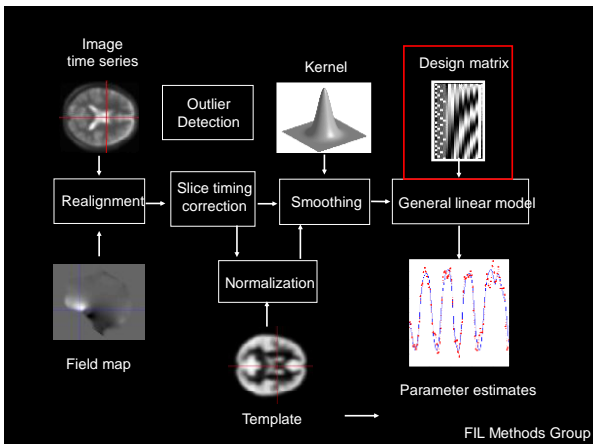 Image
time series
Kernel
Design matrix
Outlier
Detection
Realignment
Slice timing
correction
Smoothing
General linear model
Normalization
Field map
Parameter estimates
Template
FIL Methods Group